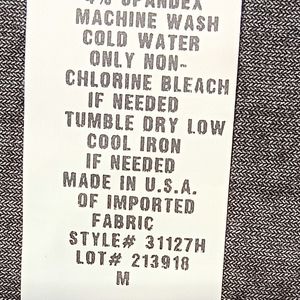 4% SPANDEX
MACHINE WASH
COLD WATER
ONLY NON-
CHLORINE BLEACH
IF NEEDED
TUMBLE DRY LOW
COOL IRON
IF NEEDED
MADE IN U.S.A.
OF IMPORTED
FABRIC
STYLE# 31127H
LOT# 213918
M